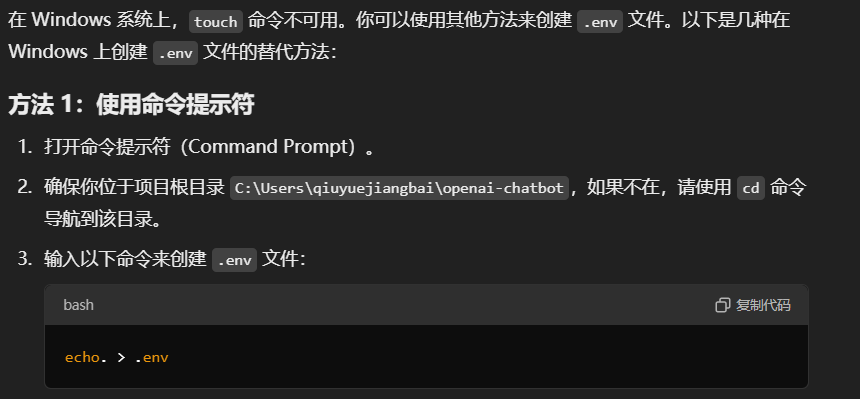 在 Windows 系统上，touch 命令不可用。你可以使用其他方法来创建 .env 文件。以下是几种在
Windows 上创建 .env 文件的替代方法：
方法 1：使用命令提示符
1. 打开命令提示符（Command Prompt）。
2. 确保你位于项目根目录 C:\Users\qiuyuejiangbai\openai-chatbot，如果不在，请使用 cd 命令
导航到该目录。
3. 输入以下命令来创建 .env 文件：
bash 复制代码
echo. > .env